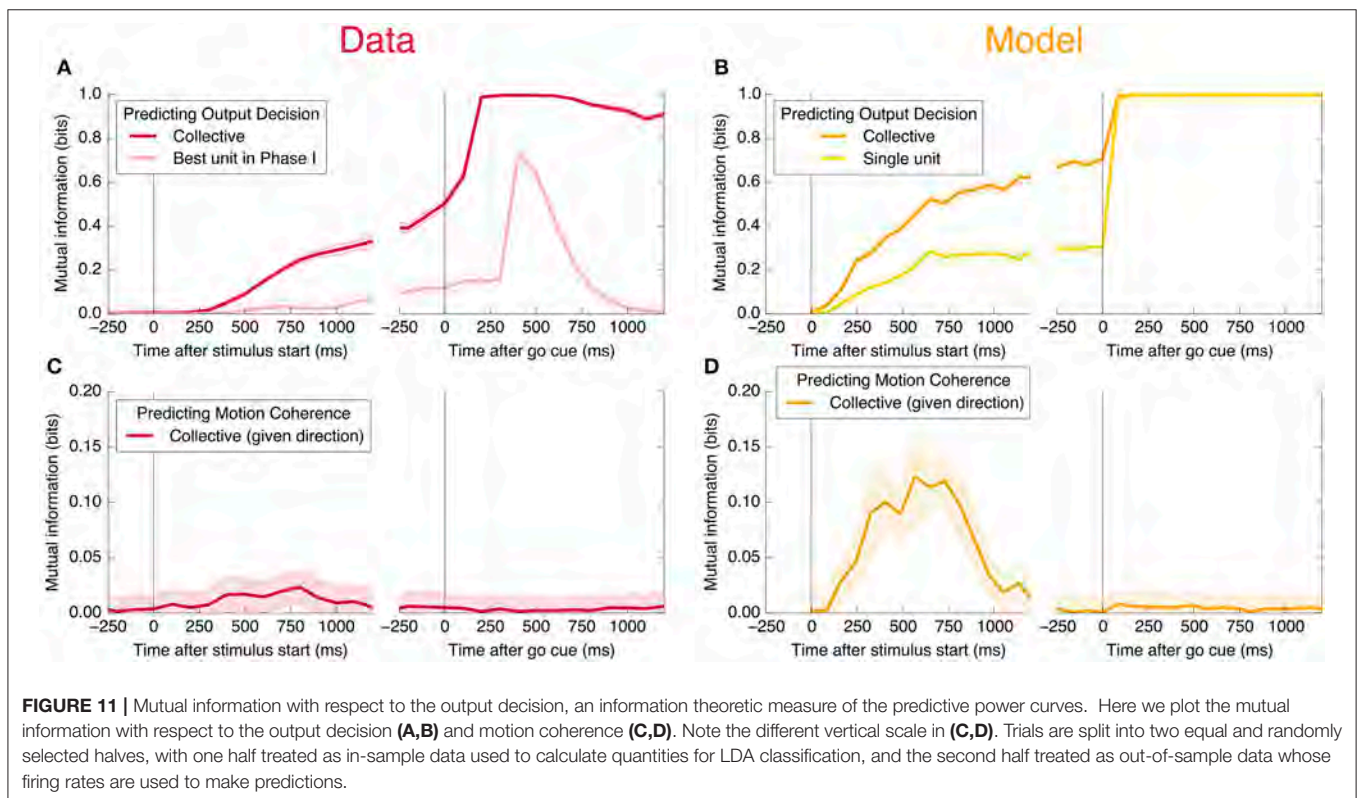 Data
Model
A
Mutual information (bits)
1.0
0.8
0.6
0.4
0.2
0.0
Predicting Output Decision
Collective
Best unit in Phase I
−250 0 250 500 750 1000
Time after stimulus start (ms)
−250 0 250 500 750 1000
Time after go cue (ms)
B
Mutual information (bits)
1.0
0.8
0.6
0.4
0.2
0.0
Predicting Output Decision
Collective
Single unit
−250 0 250 500 750 1000
Time after stimulus start (ms)
−250 0 250 500 750 1000
Time after go cue (ms)
C
Mutual information (bits)
0.20
0.15
0.10
0.05
0.00
Predicting Motion Coherence
Collective (given direction)
−250 0 250 500 750 1000
Time after stimulus start (ms)
−250 0 250 500 750 1000
Time after go cue (ms)
D
Mutual information (bits)
0.20
0.15
0.10
0.05
0.00
Predicting Motion Coherence
Collective (given direction)
−250 0 250 500 750 1000
Time after stimulus start (ms)
−250 0 250 500 750 1000
Time after go cue (ms)
FIGURE 11 | Mutual information with respect to the output decision, an information theoretic measure of the predictive power curves. Here we plot the mutual
information with respect to the output decision (A,B) and motion coherence (C,D). Note the different vertical scale in (C,D). Trials are split into two equal and randomly
selected halves, with one half treated as in-sample data used to calculate quantities for LDA classification, and the second half treated as out-of-sample data whose
firing rates are used to make predictions.